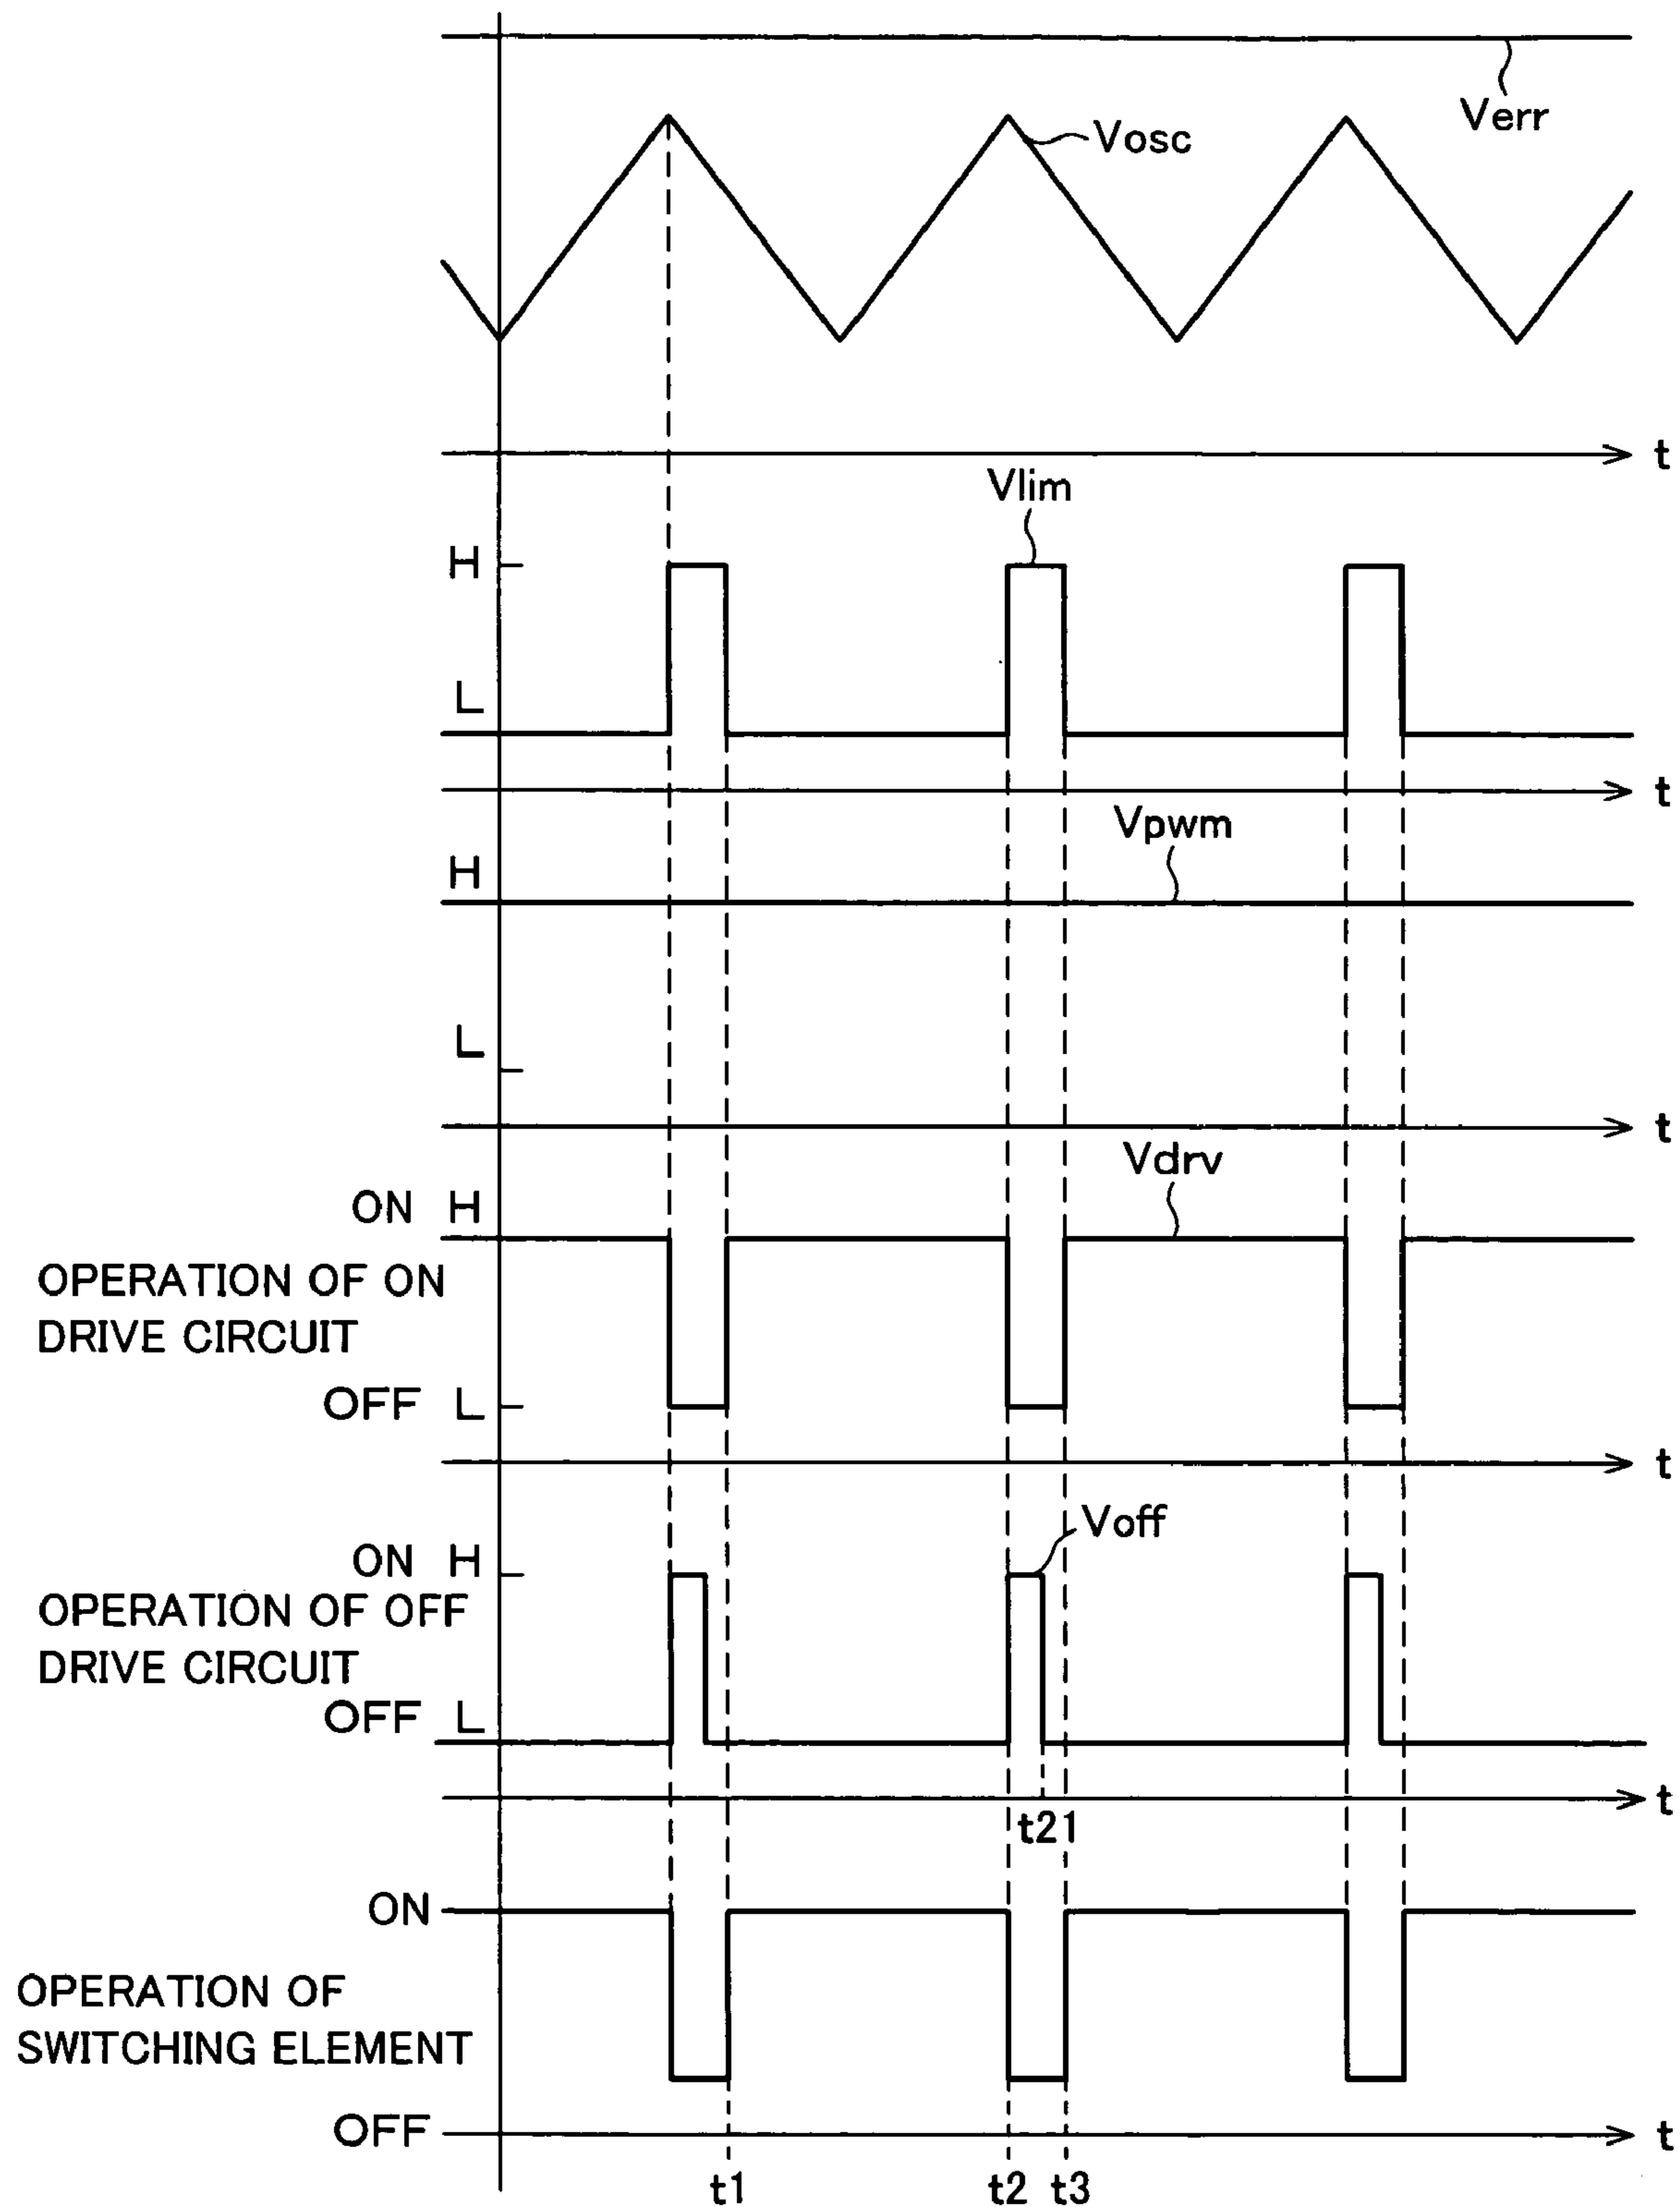 Verr
Vosc
t
Vlim
H
L
t
Vpwm
H
L
t
Vdrv
ON H
OPERATION OF ON
DRIVE CIRCUIT
OFF L
t
Voff
ON H
OPERATION OF OFF
DRIVE CIRCUIT
OFF L
t
t21
ON
OPERATION OF
SWITCHING ELEMENT
OFF
t
t1 t2 t3